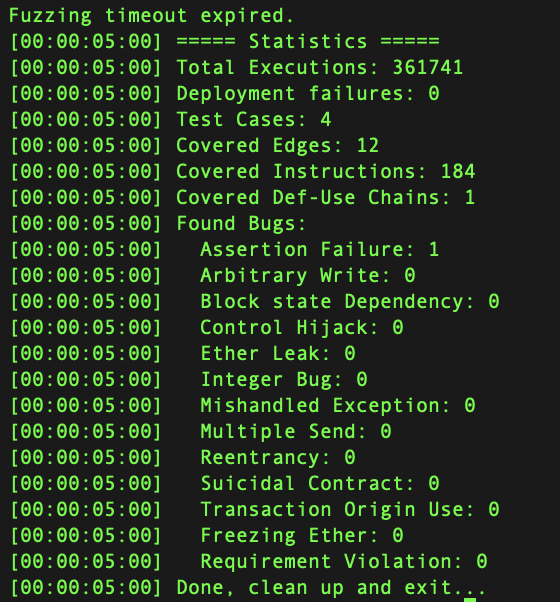 Fuzzing timeout expired.
[00:00:05:00] ===== Statistics =====
[00:00:05:00] Total Executions: 361741
[00:00:05:00] Deployment failures: 0
[00:00:05:00] Test Cases: 4
[00:00:05:00] Covered Edges: 12
[00:00:05:00] Covered Instructions: 184
[00:00:05:00] Covered Def-Use Chains: 1
[00:00:05:00] Found Bugs:
[00:00:05:00]   Assertion Failure: 1
[00:00:05:00]   Arbitrary Write: 0
[00:00:05:00]   Block state Dependency: 0
[00:00:05:00]   Control Hijack: 0
[00:00:05:00]   Ether Leak: 0
[00:00:05:00]   Integer Bug: 0
[00:00:05:00]   Mishandled Exception: 0
[00:00:05:00]   Multiple Send: 0
[00:00:05:00]   Reentrancy: 0
[00:00:05:00]   Suicidal Contract: 0
[00:00:05:00]   Transaction Origin Use: 0
[00:00:05:00]   Freezing Ether: 0
[00:00:05:00]   Requirement Violation: 0
[00:00:05:00] Done, clean up and exit...